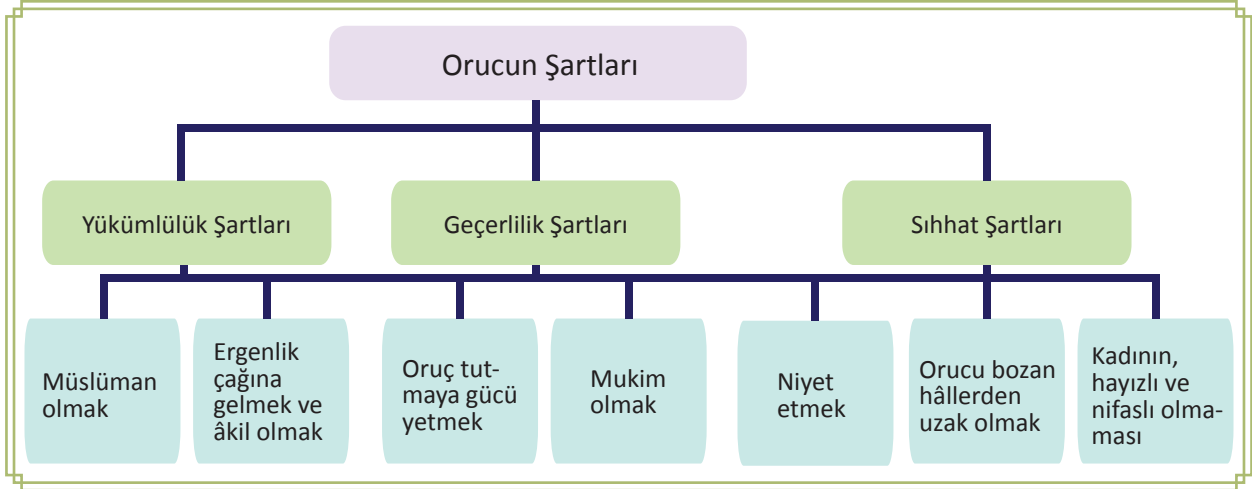 Orucun Şartları
Yükümlülük Şartları
Geçerlilik Şartları
Sıhhat Şartları
Müslüman
olmak
Ergenlik
çağına
gelmek ve
âkil olmak
Oruç tut-
maya gücü
yetmek
Mukim
olmak
Niyet
etmek
Orucu bozan
hâllerden
uzak olmak
Kadının,
hayızlı ve
nifaslı olma-
ması